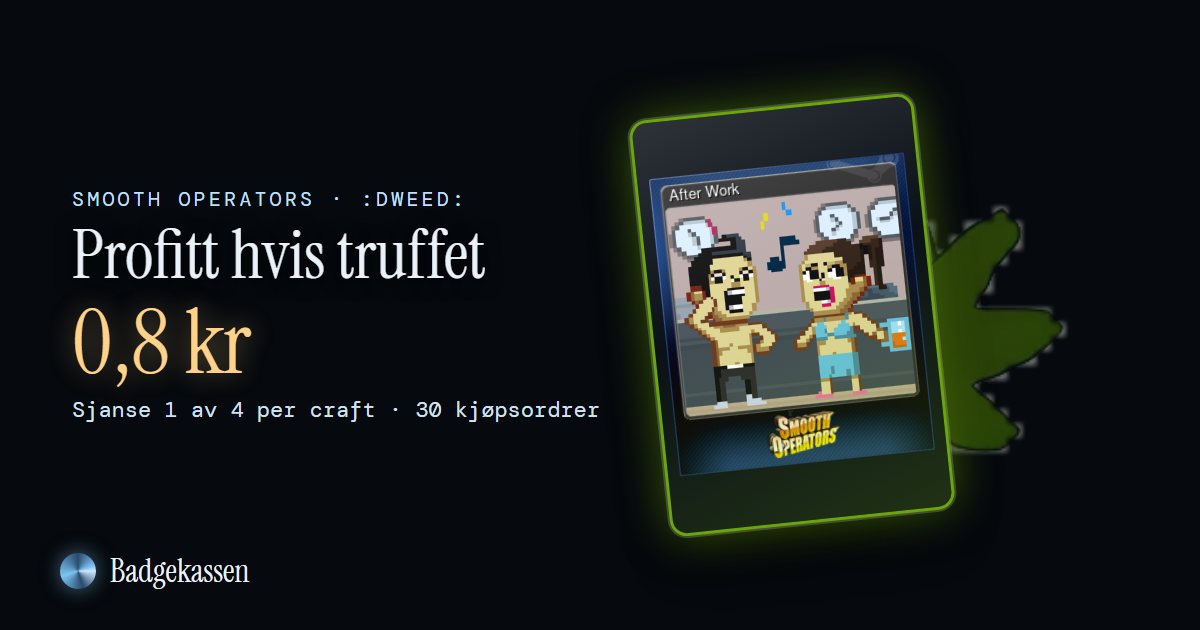 SMOOTH OPERATORS · :DWEED:
Profitt hvis truffet
0,8 kr
Sjanse 1 av 4 per craft · 30 kjøpsordrer
Badgekassen
After Work
SMOOTH
OPERATORS